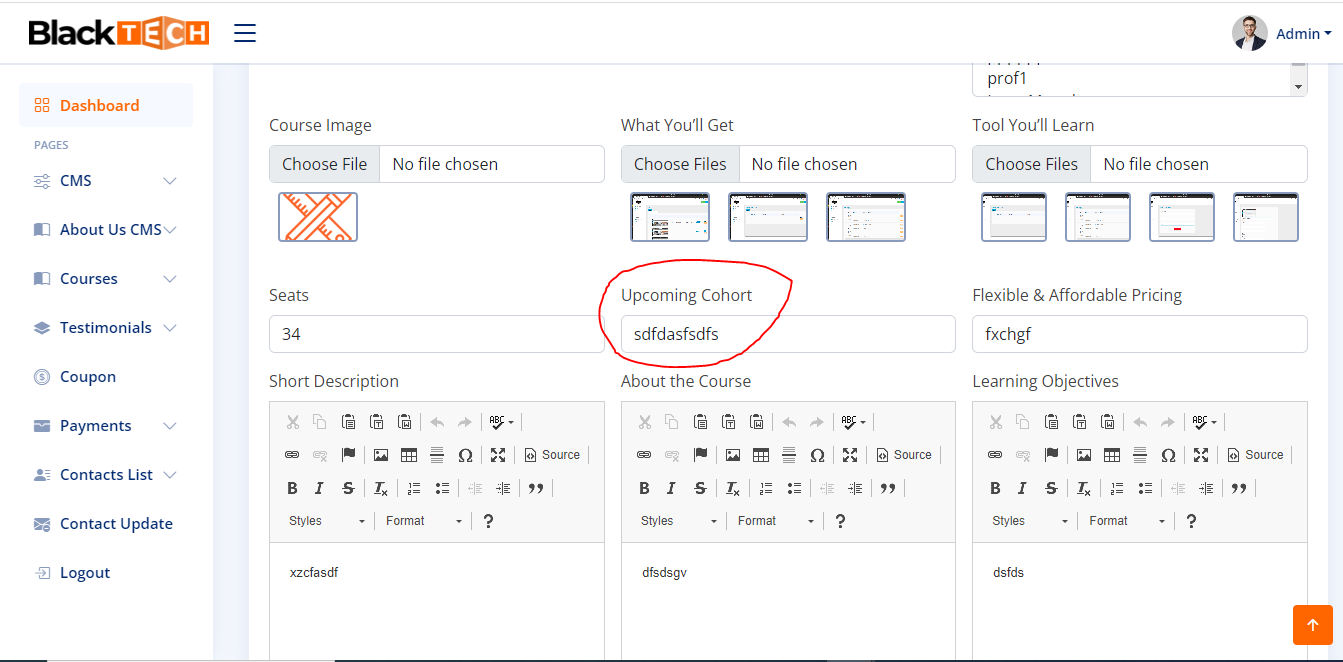 BlackTECH
Admin
Dashboard
PAGES
CMS
About Us CMS
Courses
Testimonials
Coupon
Payments
Contacts List
Contact Update
Logout
prof1
Course Image
What You'll Get
Tool You'll Learn
Choose File No file chosen
Choose Files No file chosen
Choose Files No file chosen
Seats
Upcoming Cohort
Flexible & Affordable Pricing
34
sdfdasfsdfs
fxchgf
Short Description
About the Course
Learning Objectives
ABC
Source
Styles Format ?
xzcfasdf
ABC
Source
Styles Format ?
dfsdsgv
ABC
Source
Styles Format ?
dsfds